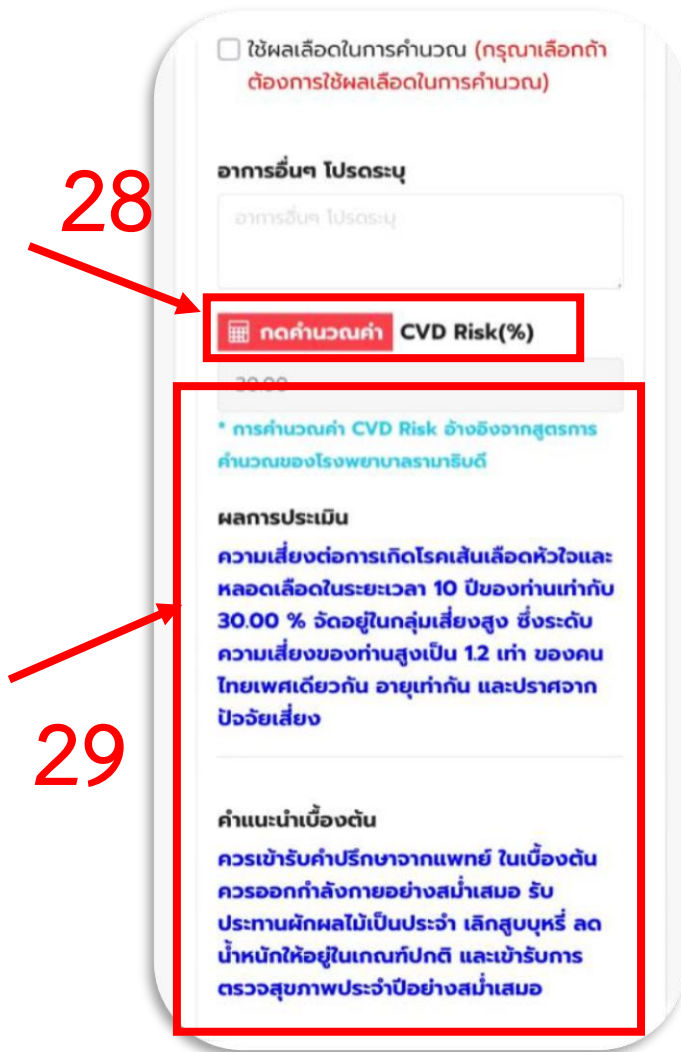 ใช้ผลเลือดในการคำนวณ (กรุณาเลือกถ้า
ต้องการใช้ผลเลือดในการคำนวณ)
อาการอื่นๆ โปรดระบุ
28
อาการอื่นๆ โปรดระบุ
กดคำนวณค่า CVD Risk(%)
30.00
* การคำนวณค่า CVD Risk อ้างอิงจากสูตรการ
คำนวณของโรงพยาบาลรามาธิบดี
ผลการประเมิน
ความเสี่ยงต่อการเกิดโรคเส้นเลือดหัวใจและ
หลอดเลือดในระยะเวลา 10 ปีของท่านเท่ากับ
30.00 % จัดอยู่ในกลุ่มเสี่ยงสูง ซึ่งระดับ
ความเสี่ยงของท่านสูงเป็น 1.2 เท่า ของคน
ไทยเพศเดียวกัน อายุเท่ากัน และปราศจาก
ปัจจัยเสี่ยง
29
คำแนะนำเบื้องต้น
ควรเข้ารับคำปรึกษาจากแพทย์ ในเบื้องต้น
ควรออกกำลังกายอย่างสม่ำเสมอ รับ
ประทานผักผลไม้เป็นประจำ เลิกสูบบุหรี่ ลด
น้ำหนักให้อยู่ในเกณฑ์ปกติ และเข้ารับการ
ตรวจสุขภาพประจำปีอย่างสม่ำเสมอ